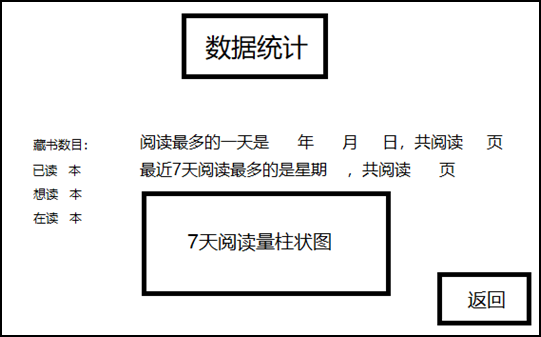 数据统计
藏书数目：
已读 本
想读 本
在读 本
阅读最多的一天是 年 月 日，共阅读 页
最近7天阅读最多的是星期 ，共阅读 页
7天阅读量柱状图
返回